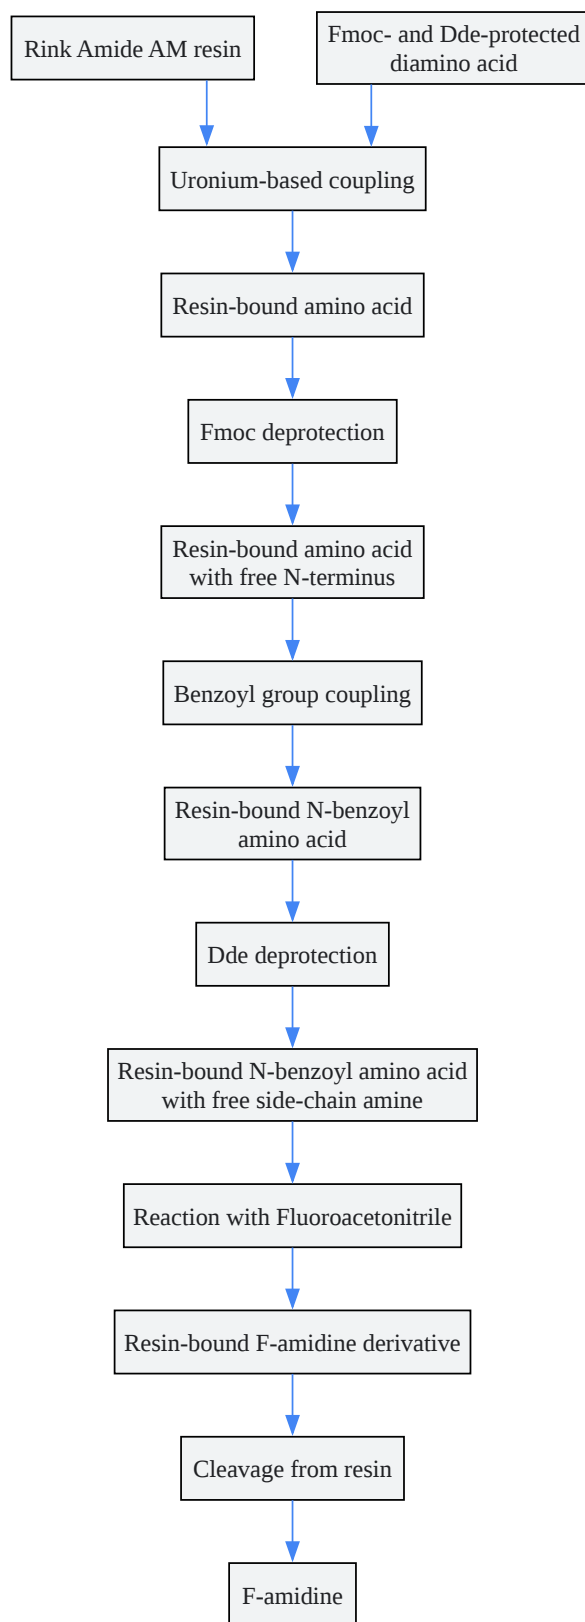 Rink Amide AM resin
Fmoc- and Dde-protected
diamino acid
Uronium-based coupling
Resin-bound amino acid
Fmoc deprotection
Resin-bound amino acid
with free N-terminus
Benzoyl group coupling
Resin-bound N-benzoyl
amino acid
Dde deprotection
Resin-bound N-benzoyl amino acid
with free side-chain amine
Reaction with Fluoroacetonitrile
Resin-bound F-amidine derivative
Cleavage from resin
F-amidine